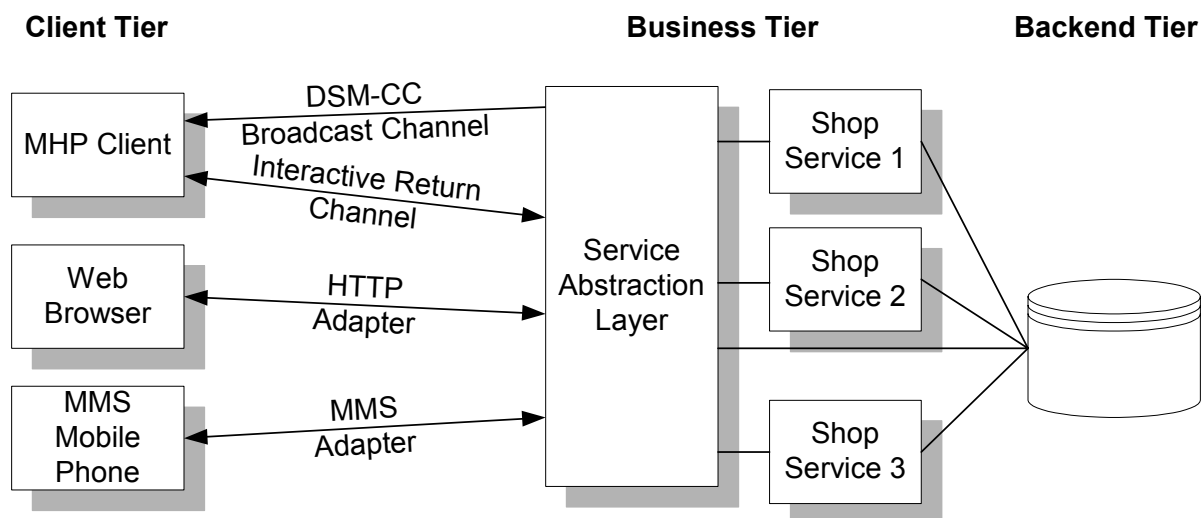 Client Tier
Business Tier
Backend Tier
MHP Client
DSM-CC
Broadcast Channel
Interactive Return
Channel
Web
Browser
HTTP
Adapter
MMS
Mobile
Phone
MMS
Adapter
Service
Abstraction
Layer
Shop
Service 1
Shop
Service 2
Shop
Service 3